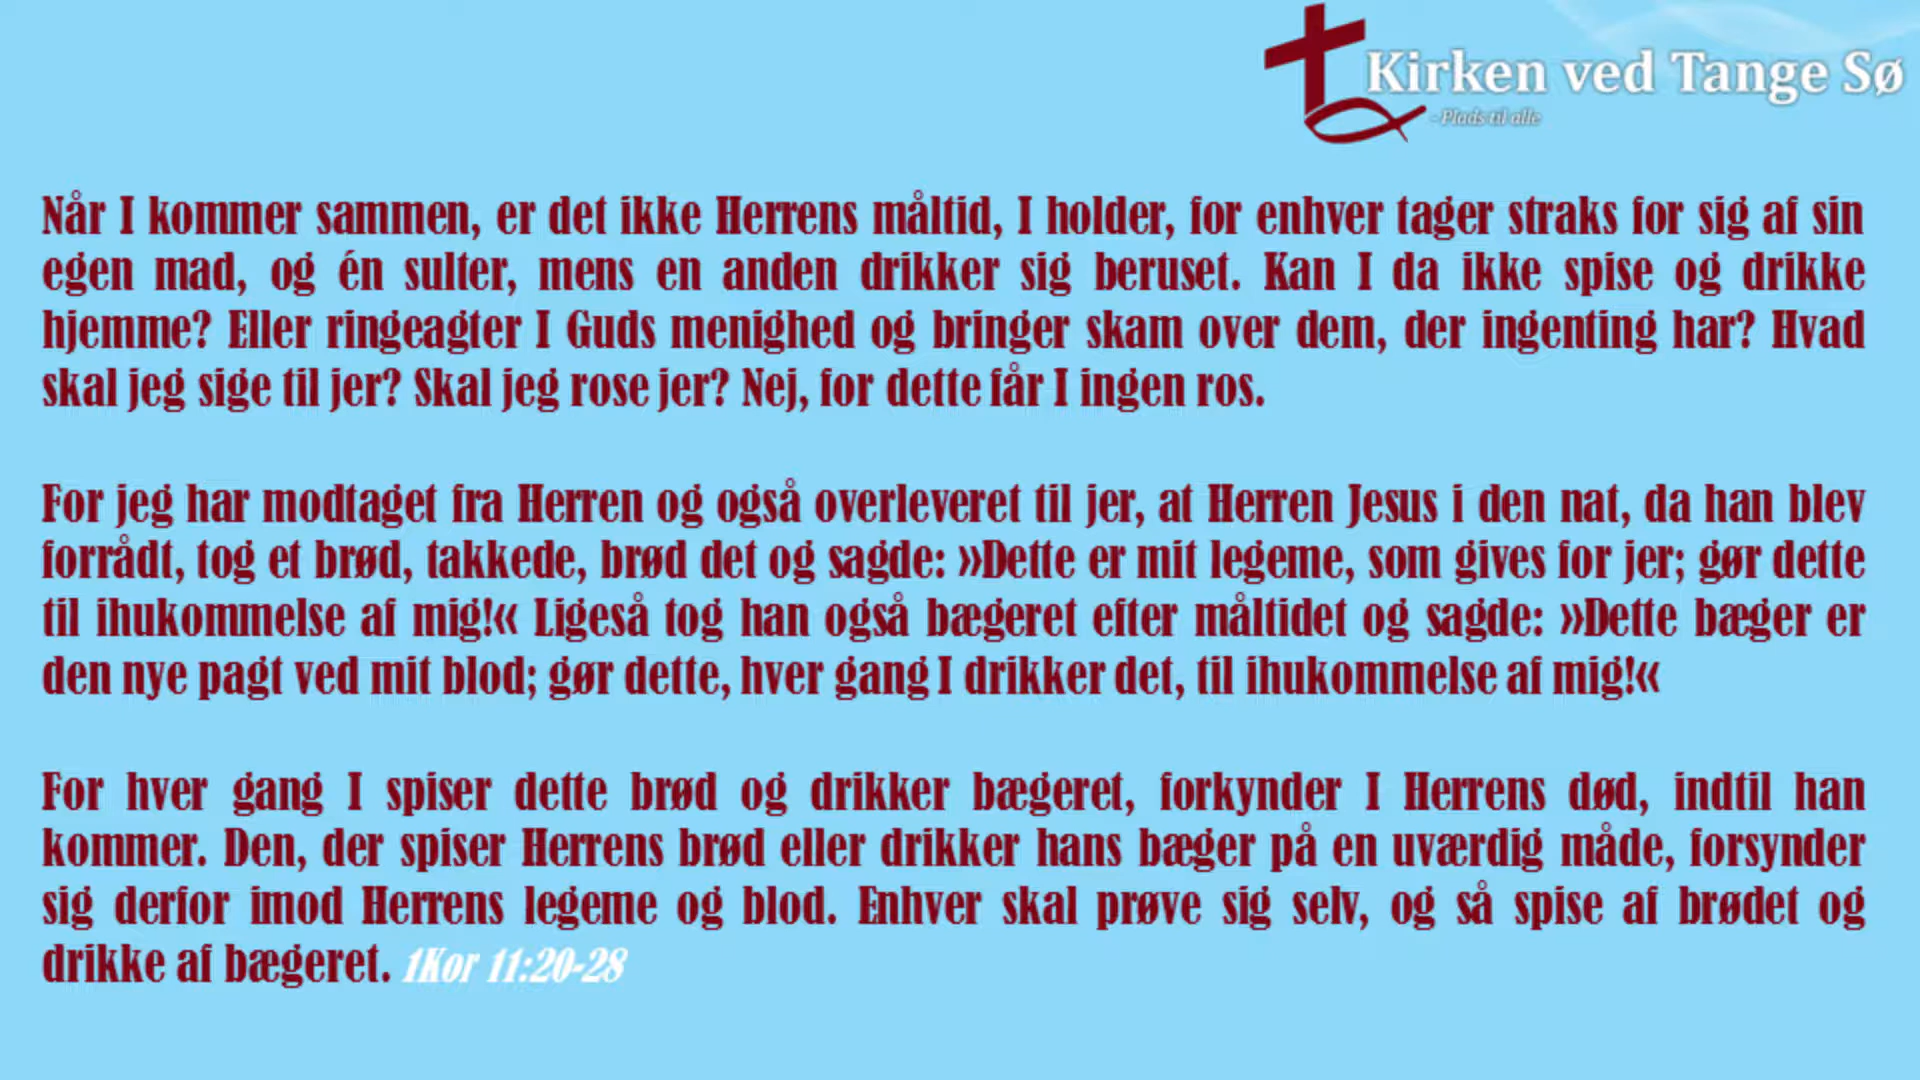 Kirken ved Tange Sø
- Plads til alle
Når I kommer sammen, er det ikke Herrens måltid, I holder, for enhver tager straks for sig af sin
egen mad, og én sulter, mens en anden drikker sig beruset. Kan I da ikke spise og drikke
hjemme? Eller ringeagter I Guds menighed og bringer skam over dem, der ingenting har? Hvad
skal jeg sige til jer? Skal jeg rose jer? Nej, for dette får I ingen ros.
For jeg har modtaget fra Herren og også overleveret til jer, at Herren Jesus i den nat, da han blev
forrådt, tog et brød, takkede, brød det og sagde: »Dette er mit legeme, som gives for jer; gør dette
til ihukommelse af mig!« Ligeså tog han også bægeret efter måltidet og sagde: »Dette bæger er
den nye pagt ved mit blod; gør dette, hver gang I drikker det, til ihukommelse af mig!«
For hver gang I spiser dette brød og drikker bægeret, forkynder I Herrens død, indtil han
kommer. Den, der spiser Herrens brød eller drikker hans bæger på en uværdig måde, forsynder
sig derfor imod Herrens legeme og blod. Enhver skal prøve sig selv, og så spise af brødet og
drikke af bægeret. 1Kor 11:20-28